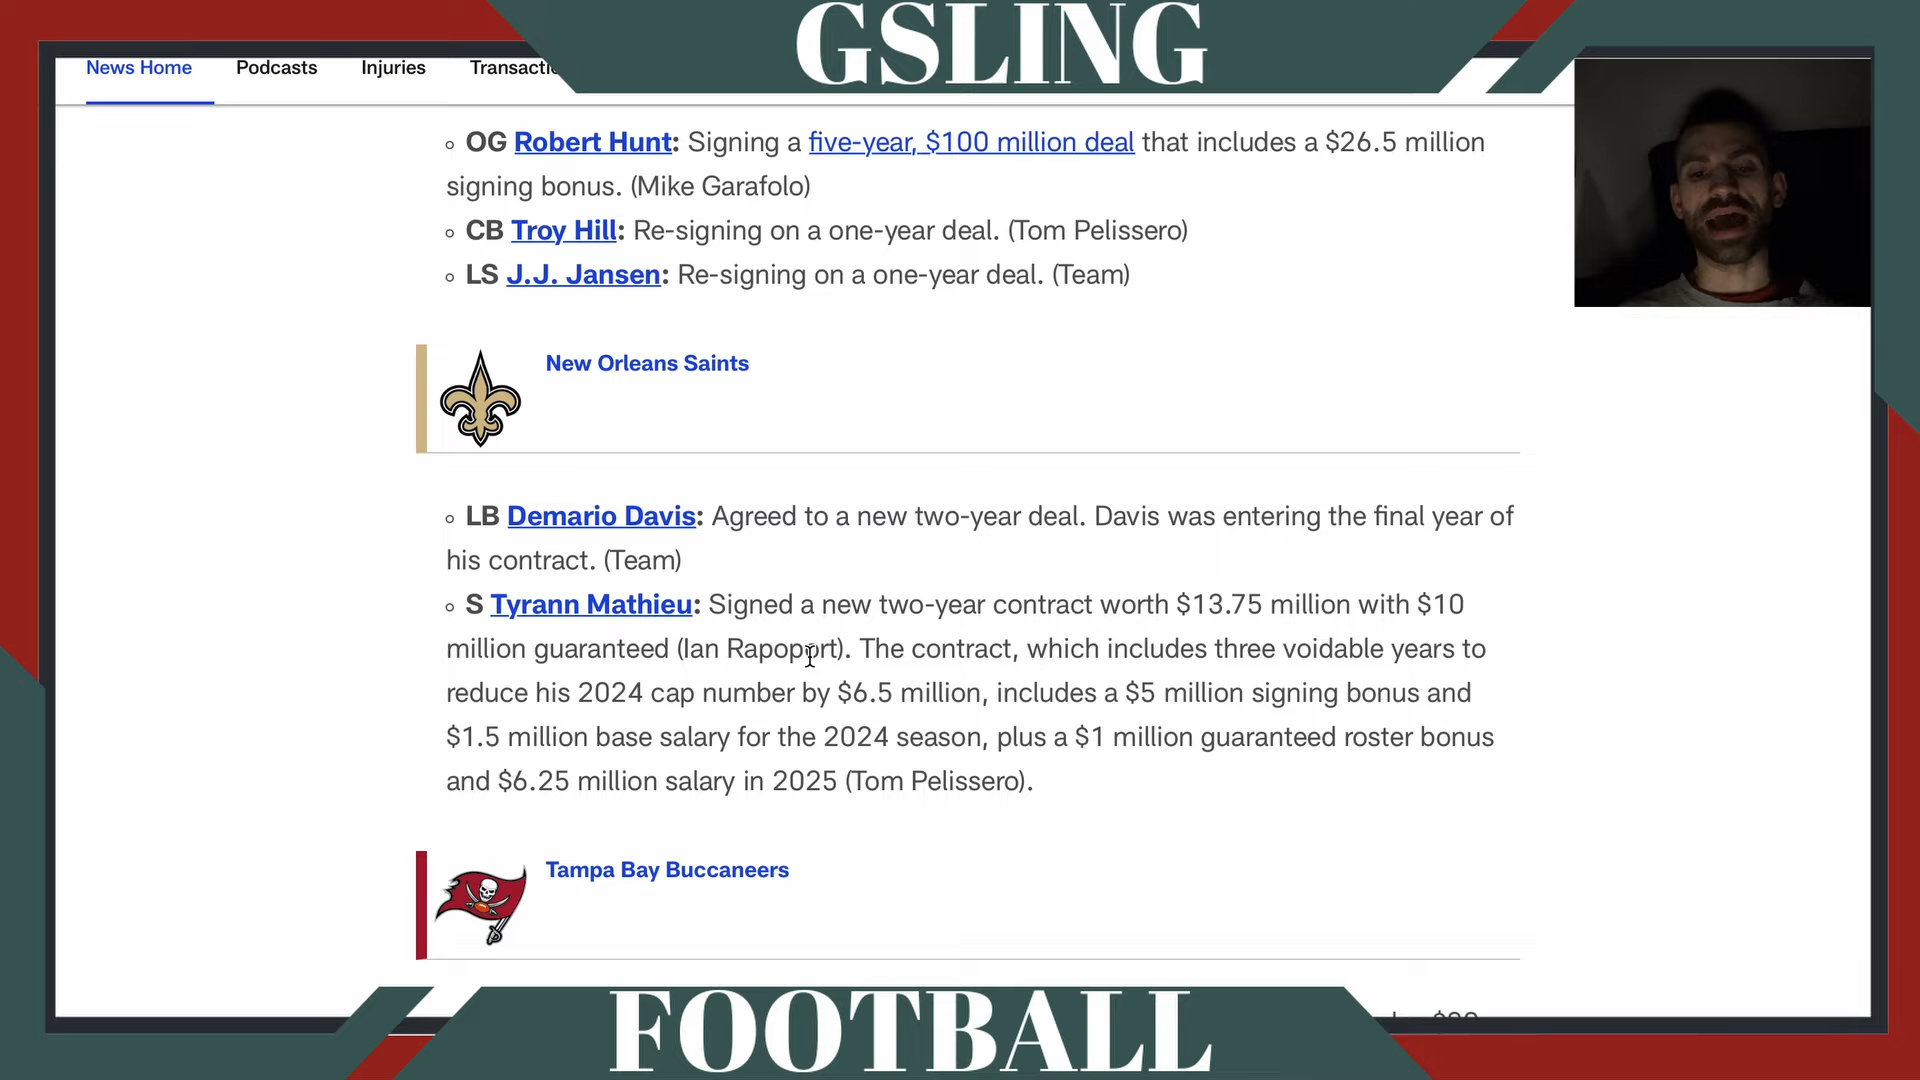 GSLING
News Home Podcasts Injuries
◦ OG Robert Hunt: Signing a five-year, $100 million deal that includes a $26.5 million
signing bonus. (Mike Garafolo)
◦ CB Troy Hill: Re-signing on a one-year deal. (Tom Pelissero)
◦ LS J.J. Jansen: Re-signing on a one-year deal. (Team)
New Orleans Saints
◦ LB Demario Davis: Agreed to a new two-year deal. Davis was entering the final year of
his contract. (Team)
◦ S Tyrann Mathieu: Signed a new two-year contract worth $13.75 million with $10
million guaranteed (Ian Rapoport). The contract, which includes three voidable years to
reduce his 2024 cap number by $6.5 million, includes a $5 million signing bonus and
$1.5 million base salary for the 2024 season, plus a $1 million guaranteed roster bonus
and $6.25 million salary in 2025 (Tom Pelissero).
Tampa Bay Buccaneers
FOOTBALL